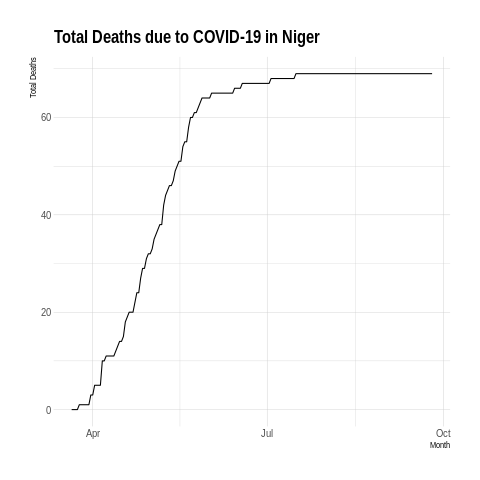 Total Deaths due to COVID-19 in Niger
Total Deaths
60
40
20
0
Apr
Jul
Oct
Month